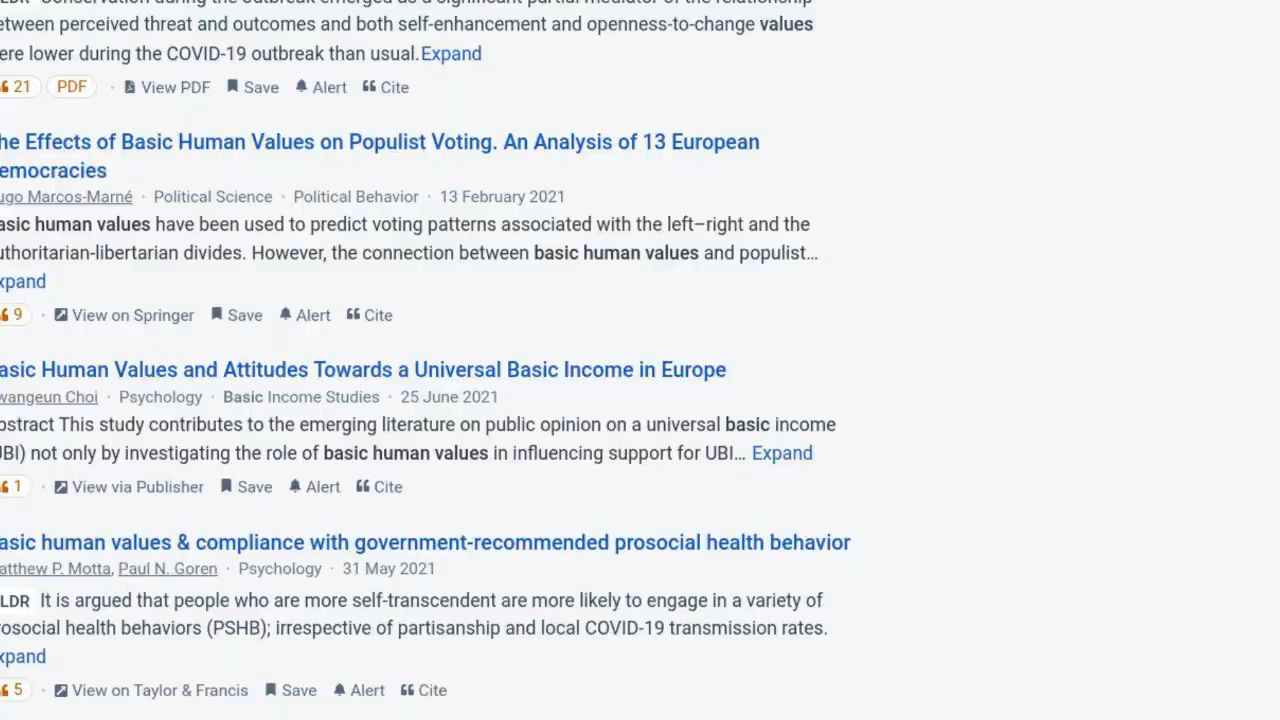 etween perceived threat and outcomes and both self-enhancement and openness-to-change values
ere lower during the COVID-19 outbreak than usual.Expand
21 PDF · View PDF Save Alert Cite
he Effects of Basic Human Values on Populist Voting. An Analysis of 13 European
emocracies
ugo Marcos-Marné · Political Science · Political Behavior · 13 February 2021
asic human values have been used to predict voting patterns associated with the left–right and the
uthoritarian-libertarian divides. However, the connection between basic human values and populist…
xpand
9 · View on Springer Save Alert Cite
asic Human Values and Attitudes Towards a Universal Basic Income in Europe
wangeun Choi · Psychology · Basic Income Studies · 25 June 2021
bstract This study contributes to the emerging literature on public opinion on a universal basic income
UBI) not only by investigating the role of basic human values in influencing support for UBI… Expand
1 · View via Publisher Save Alert Cite
asic human values & compliance with government-recommended prosocial health behavior
atthew P. Motta, Paul N. Goren · Psychology · 31 May 2021
LDR It is argued that people who are more self-transcendent are more likely to engage in a variety of
rosocial health behaviors (PSHB); irrespective of partisanship and local COVID-19 transmission rates.
xpand
5 · View on Taylor & Francis Save Alert Cite